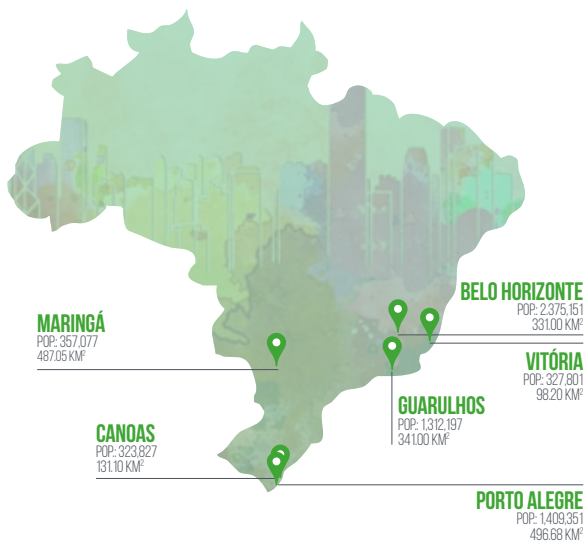 BELO HORIZONTE
POP.: 2.375,151
331.00 KM²
MARINGÁ
POP.: 357,077
487.05 KM²
VITÓRIA
POP.: 327,801
98.20 KM²
GUARULHOS
POP.: 1,312,197
341.00 KM²
CANOAS
POP.: 323,827
131.10 KM²
PORTO ALEGRE
POP.: 1,409,351
496.68 KM²